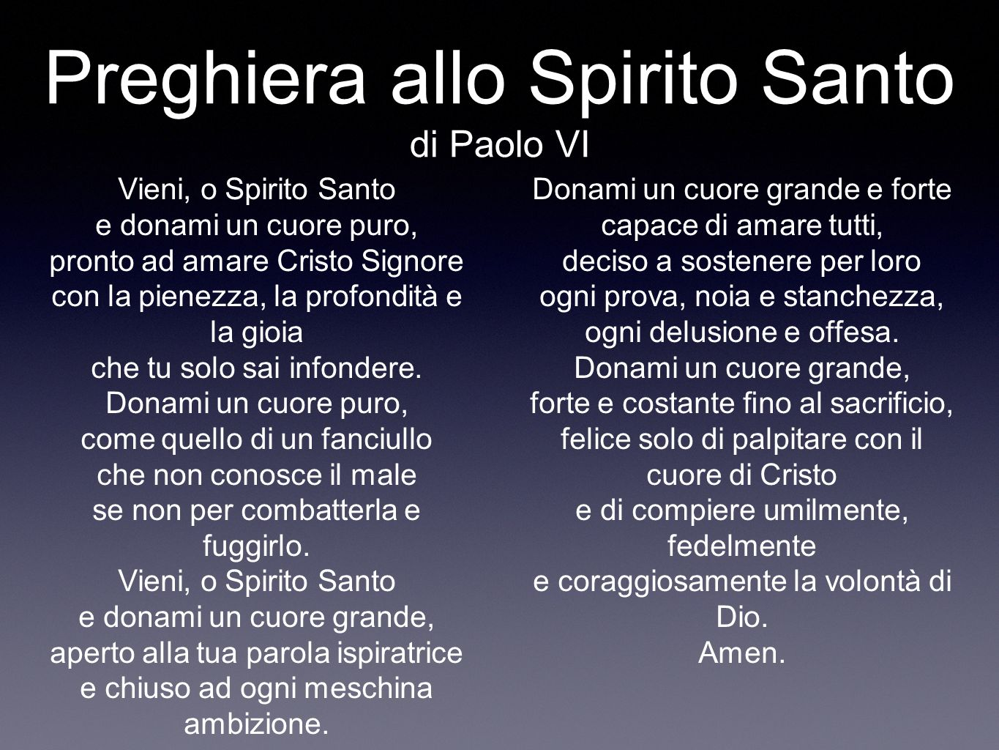 Preghiera allo Spirito Santo
di Paolo VI
Vieni, o Spirito Santo
e donami un cuore puro,
pronto ad amare Cristo Signore
con la pienezza, la profondità e
la gioia
che tu solo sai infondere.
Donami un cuore puro,
come quello di un fanciullo
che non conosce il male
se non per combatterla e
fuggirlo.
Vieni, o Spirito Santo
e donami un cuore grande,
aperto alla tua parola ispiratrice
e chiuso ad ogni meschina
ambizione.
Donami un cuore grande e forte
capace di amare tutti,
deciso a sostenere per loro
ogni prova, noia e stanchezza,
ogni delusione e offesa.
Donami un cuore grande,
forte e costante fino al sacrificio,
felice solo di palpitare con il
cuore di Cristo
e di compiere umilmente,
fedelmente
e coraggiosamente la volontà di
Dio.
Amen.